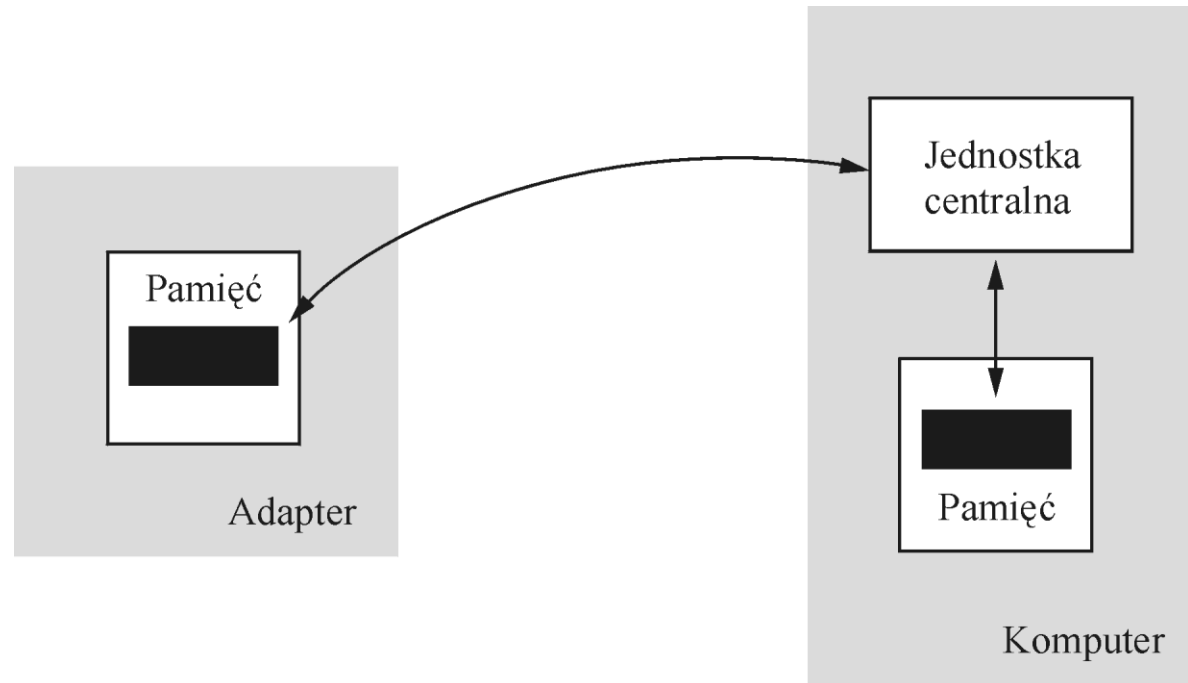 Pamięć
Adapter
Jednostka
centralna
Pamięć
Komputer